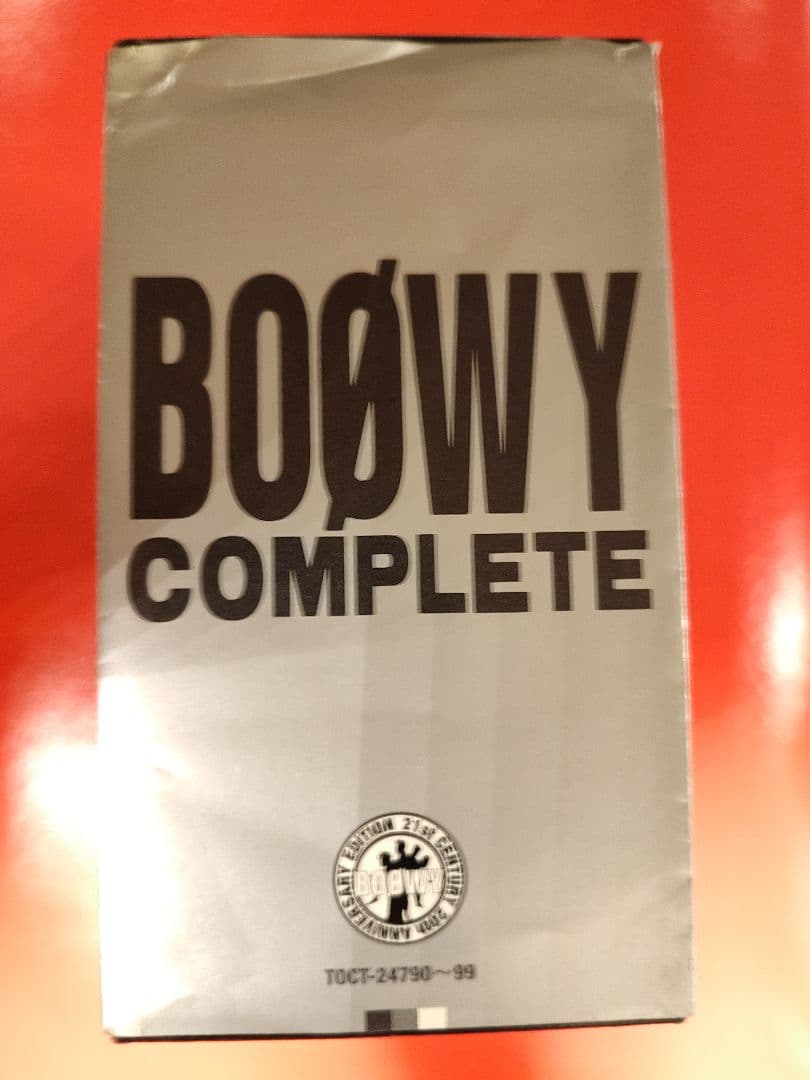 BOØWY
COMPLETE
21st CENTURY 20th ANNIVERSARY EDITION
BOØWY
TOCT-24790～99